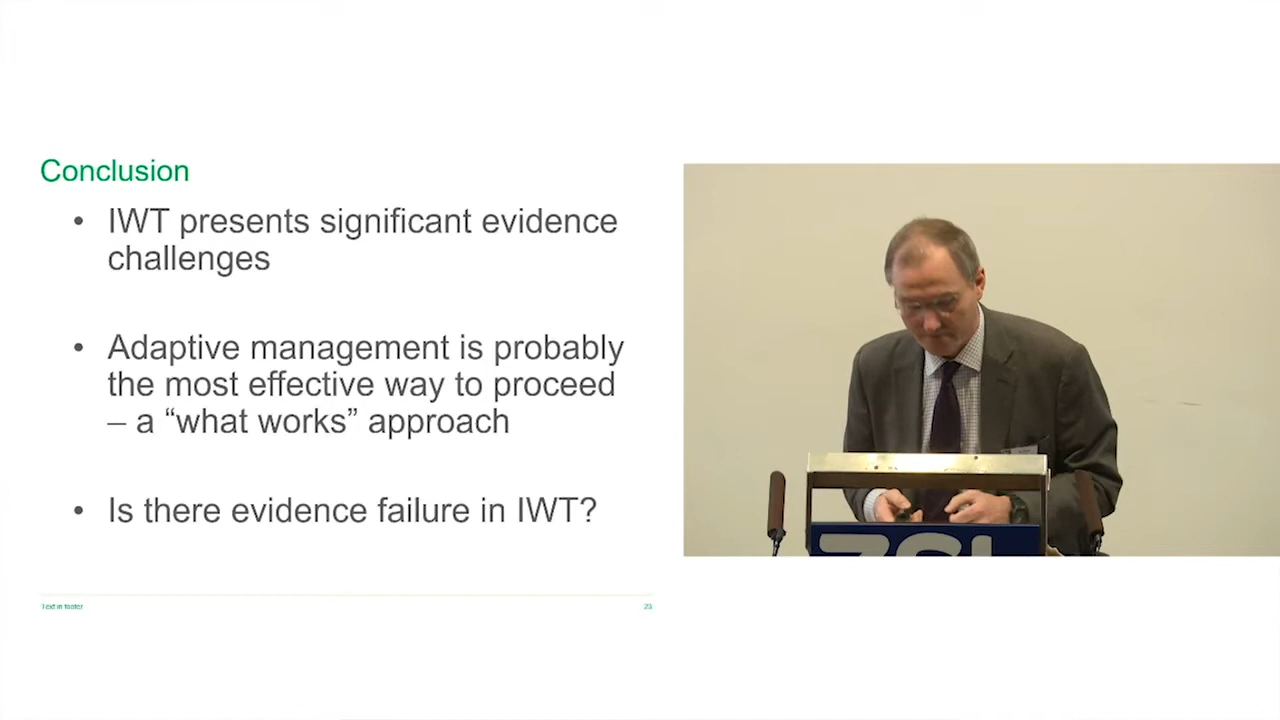 Conclusion
• IWT presents significant evidence
challenges
• Adaptive management is probably
the most effective way to proceed
– a “what works” approach
• Is there evidence failure in IWT?
Text in footer
23
ZSL